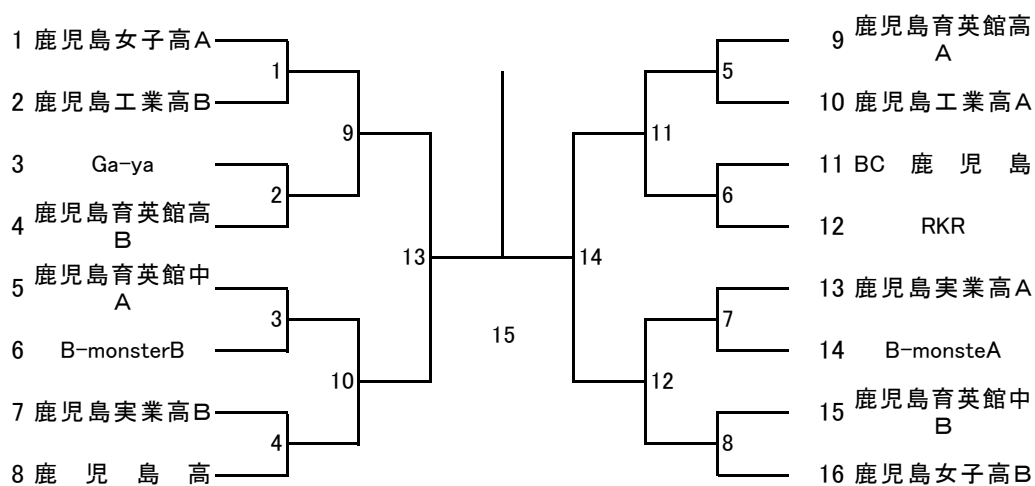 1 鹿児島女子高A
2 鹿児島工業高B
3 Ga-ya
4 鹿児島育英館高
B
5 鹿児島育英館中
A
6 B-monsterB
7 鹿児島実業高B
8 鹿児島高
1
2
3
4
9
10
13
15
14
11
12
5
6
7
8
9 鹿児島育英館高
A
10 鹿児島工業高A
11 BC 鹿児島
12 RKR
13 鹿児島実業高A
14 B-monsteA
15 鹿児島育英館中
B
16 鹿児島女子高B